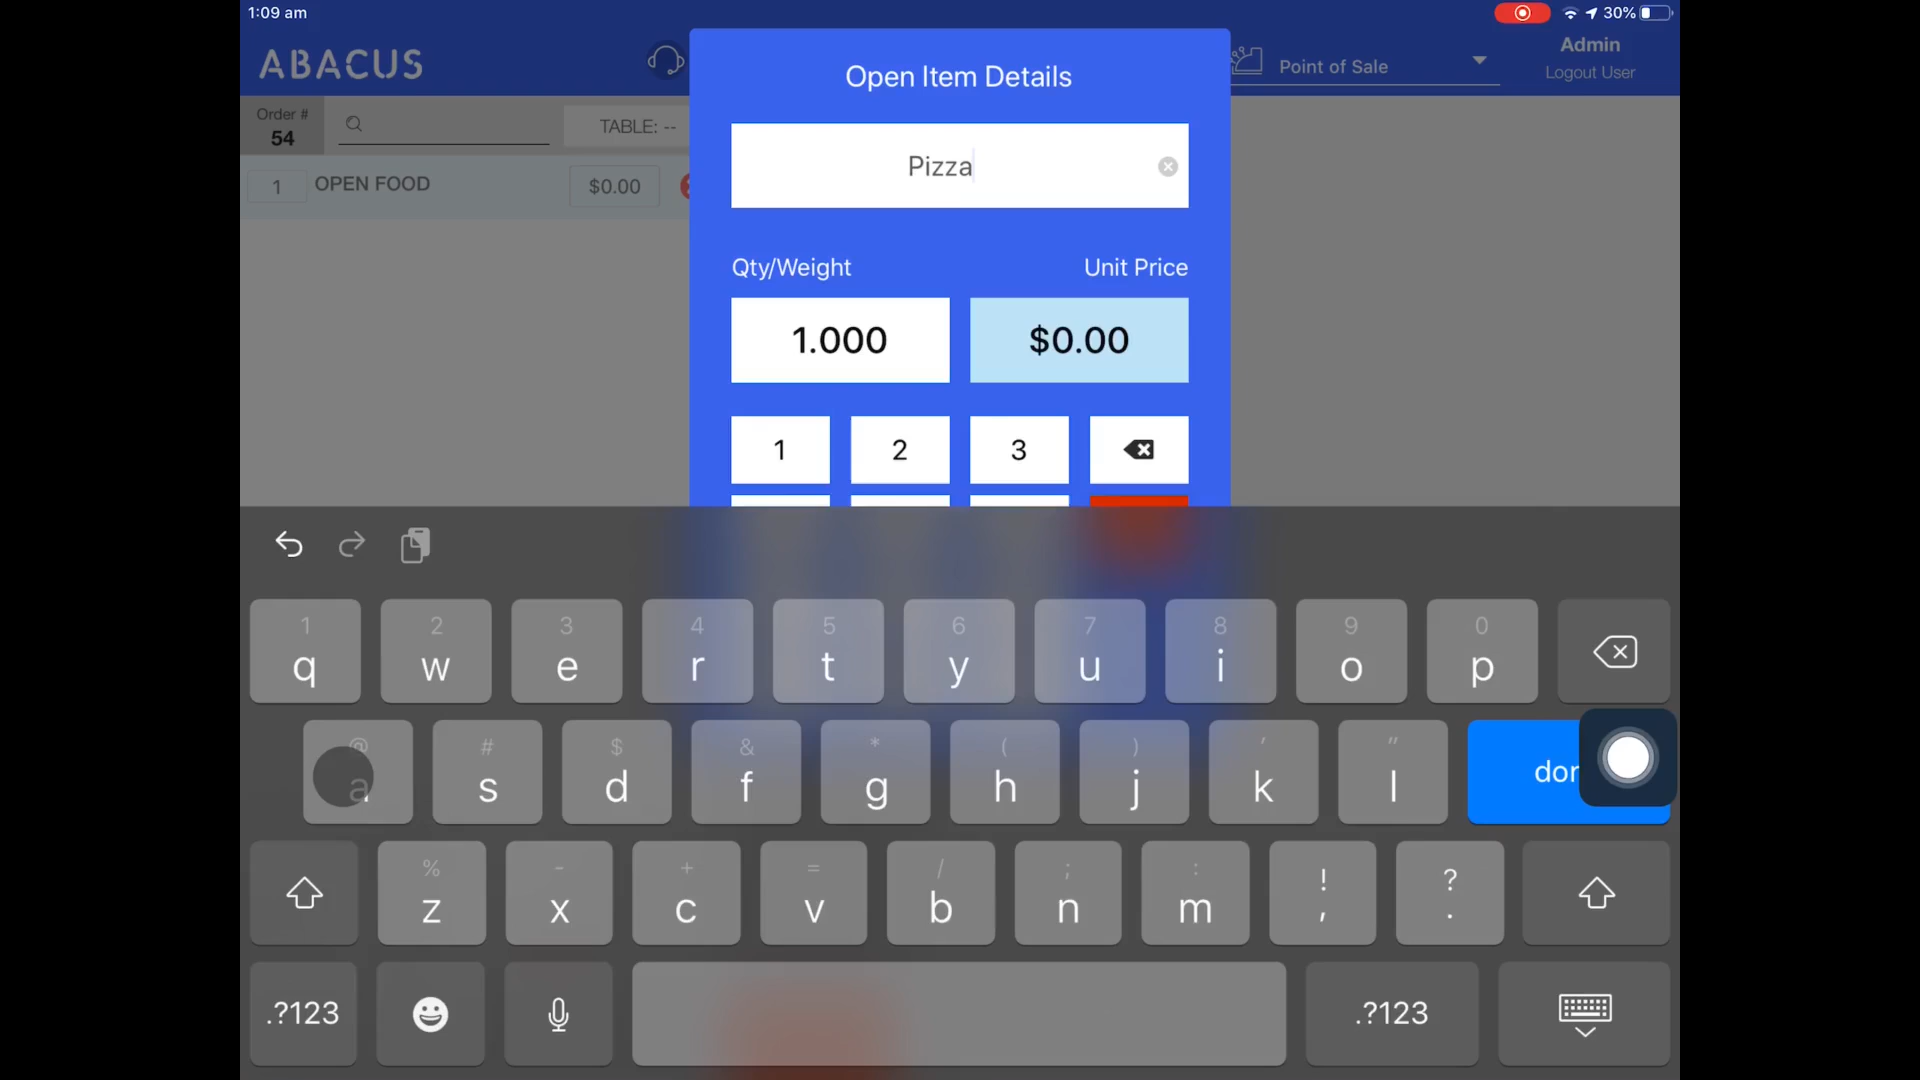 1:09 am
30%
ABACUS
Open Item Details
Point of Sale
Admin
Logout User
Order #
54
TABLE: --
1
OPEN FOOD
$0.00
Pizza
Qty/Weight
Unit Price
1.000
$0.00
1 2 3
1 2 3 4 5 6 7 8 9 0
q w e r t y u i o p
@ # $ & * ( ) ' "
a s d f g h j k l
% - + = / ; : ! ?
z x c v b n m , .
.?123
.?123